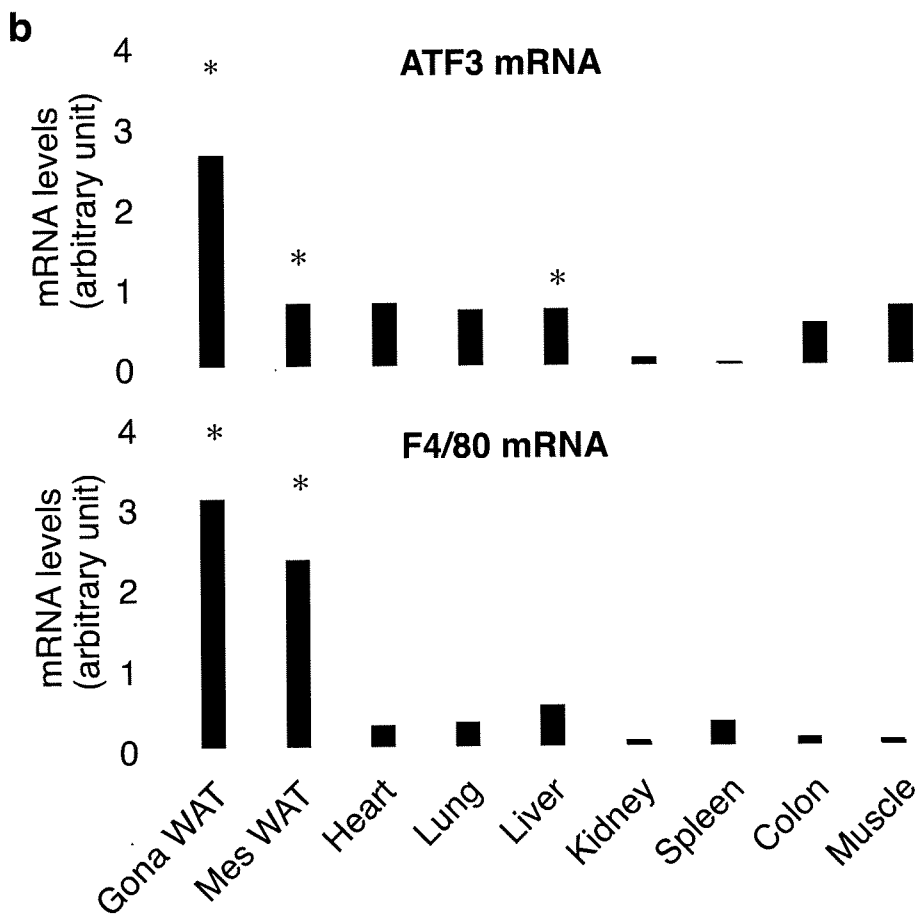 b
ATF3 mRNA
mRNA levels
(arbitrary unit)
4
3
2
1
0
*
*
*
F4/80 mRNA
mRNA levels
(arbitrary unit)
4
3
2
1
0
*
*
Gona WAT
Mes WAT
Heart
Lung
Liver
Kidney
Spleen
Colon
Muscle